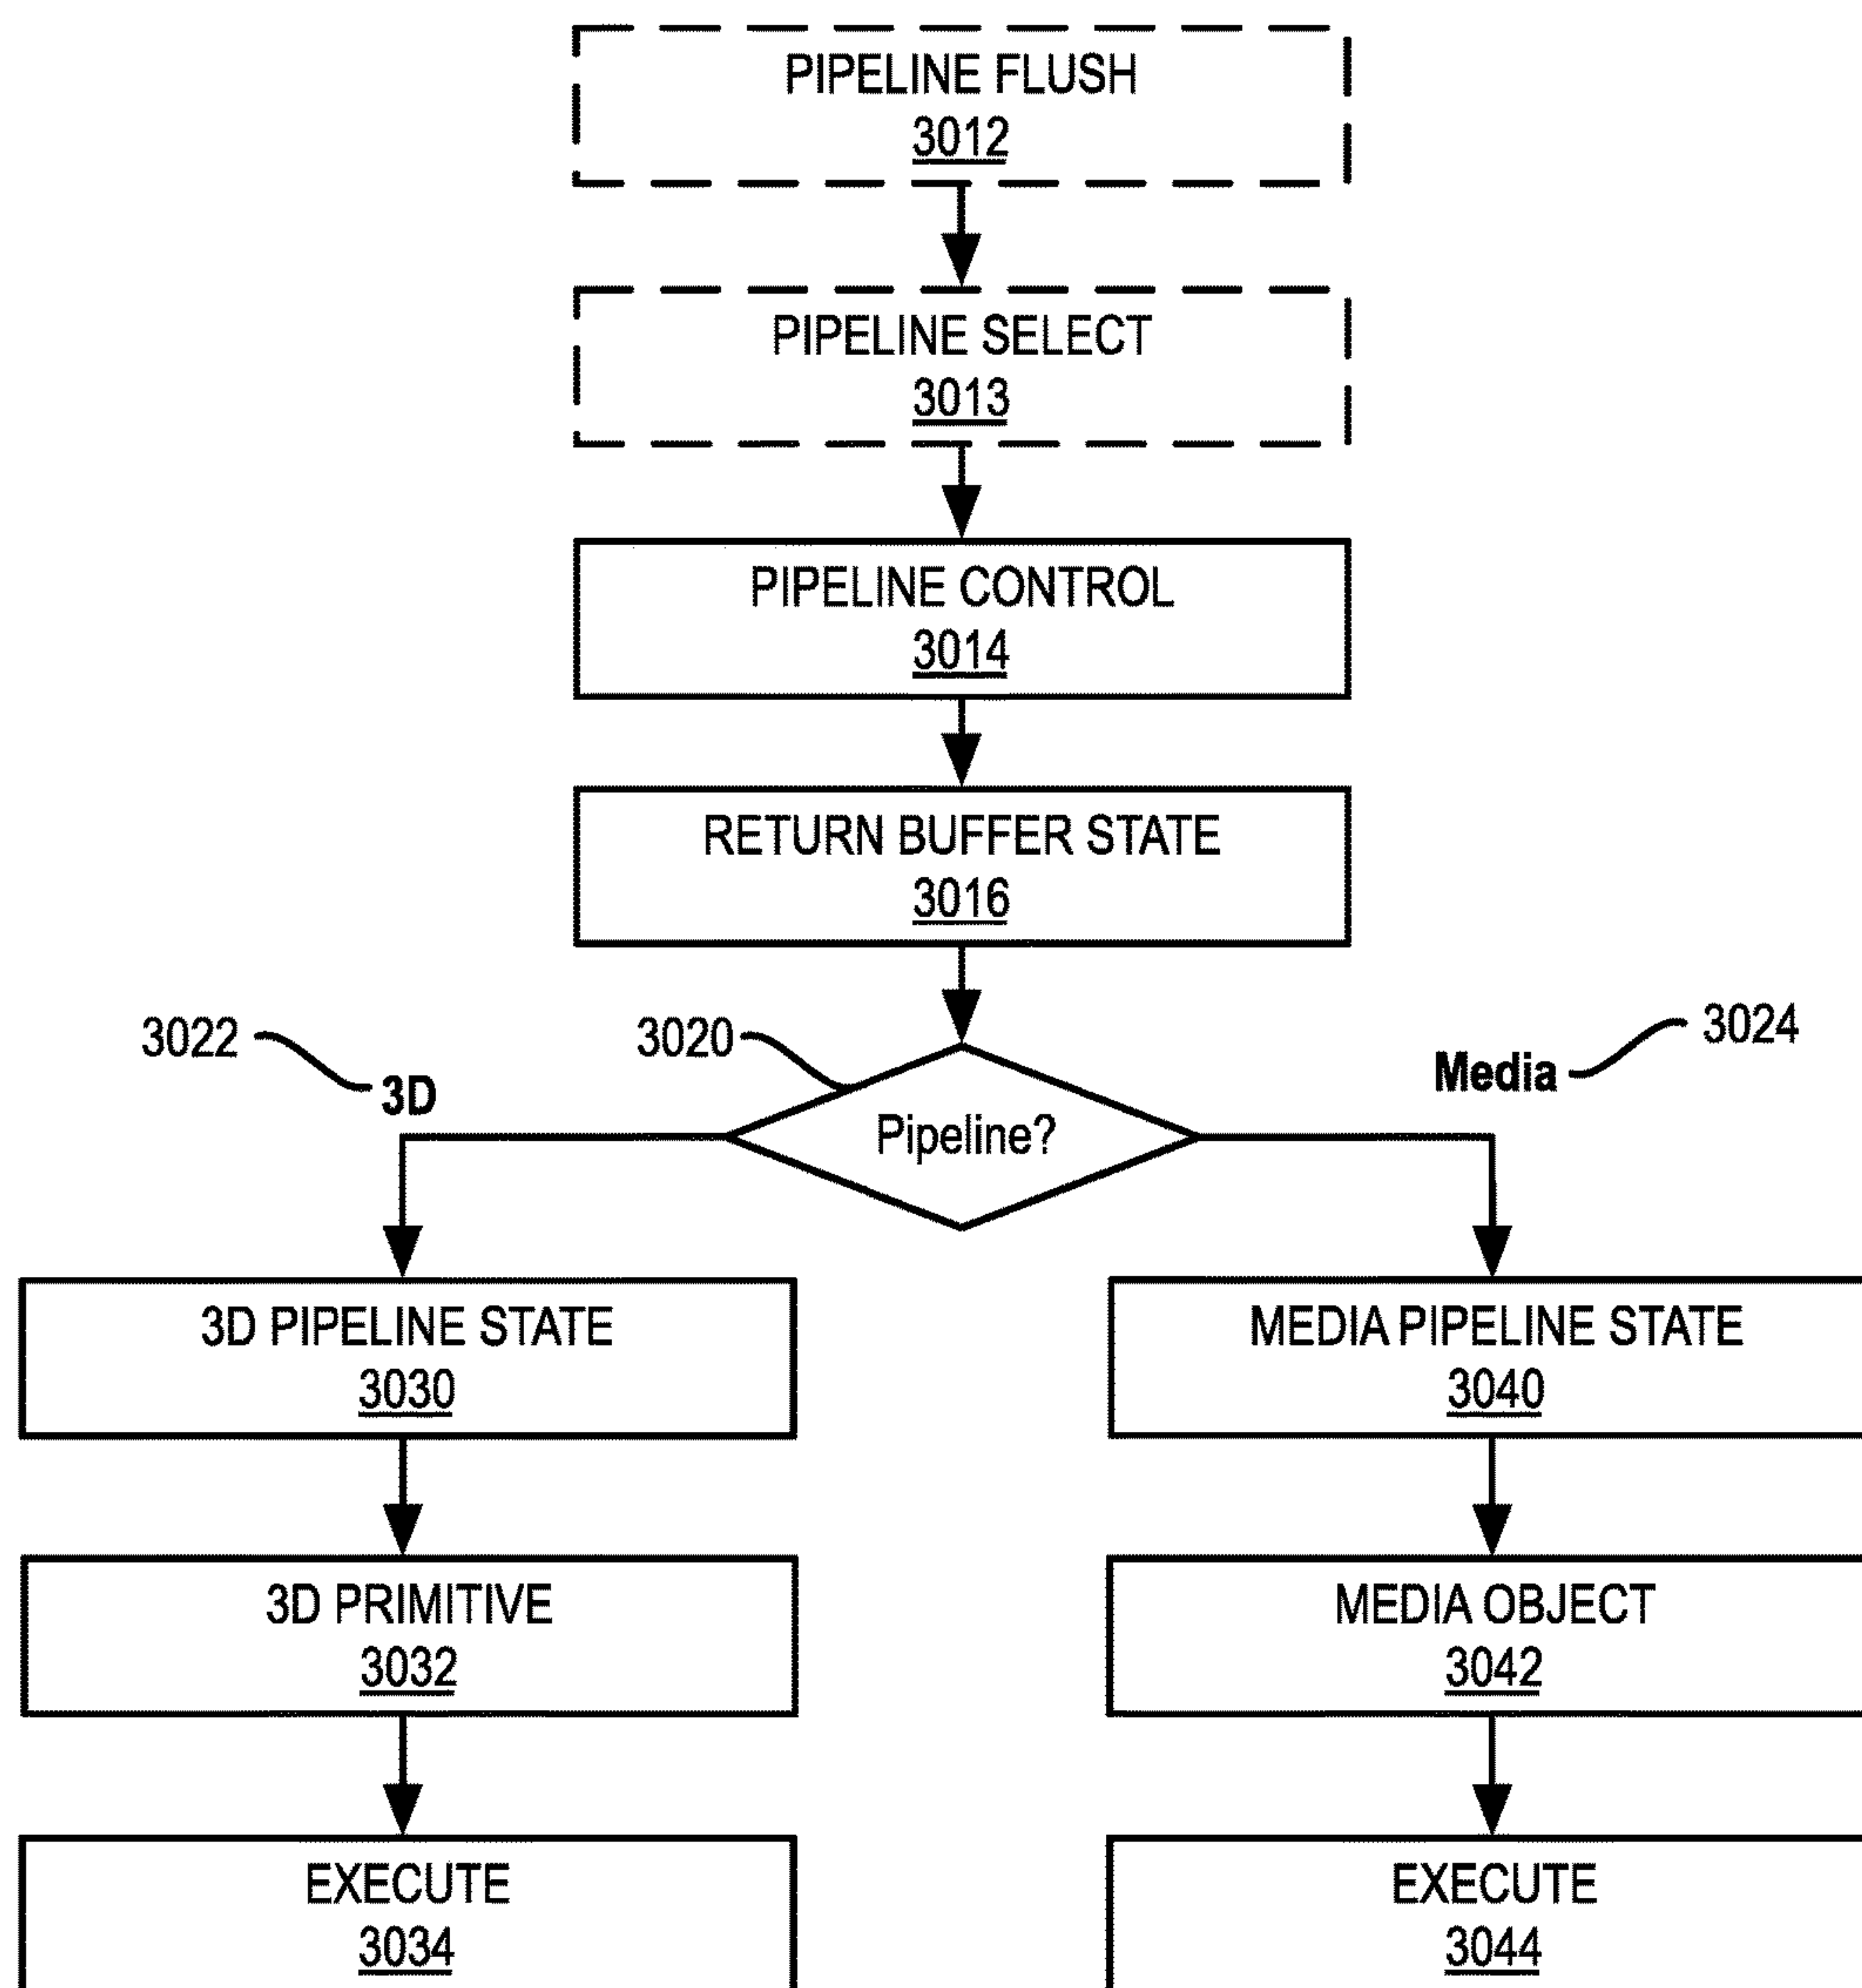 PIPELINE FLUSH
3012
PIPELINE SELECT
3013
PIPELINE CONTROL
3014
RETURN BUFFER STATE
3016
3022
3020
3024
3D
Media
Pipeline?
3D PIPELINE STATE
3030
MEDIA PIPELINE STATE
3040
3D PRIMITIVE
3032
MEDIA OBJECT
3042
EXECUTE
3034
EXECUTE
3044